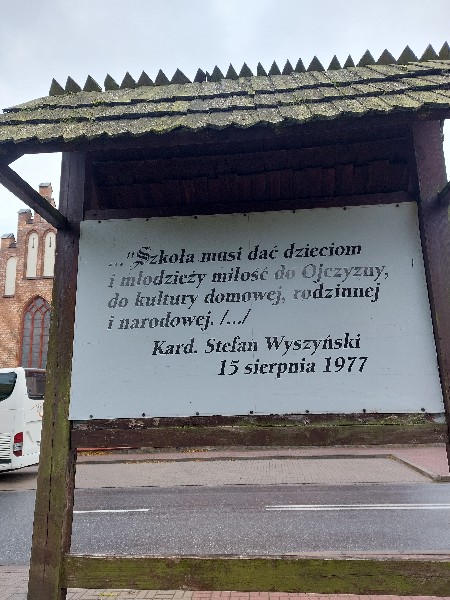 ..."Szkoła musi dać dzieciom
i młodzieży miłość do Ojczyzny,
do kultury domowej, rodzinnej
i narodowej. /.../
Kard. Stefan Wyszyński
15 sierpnia 1977